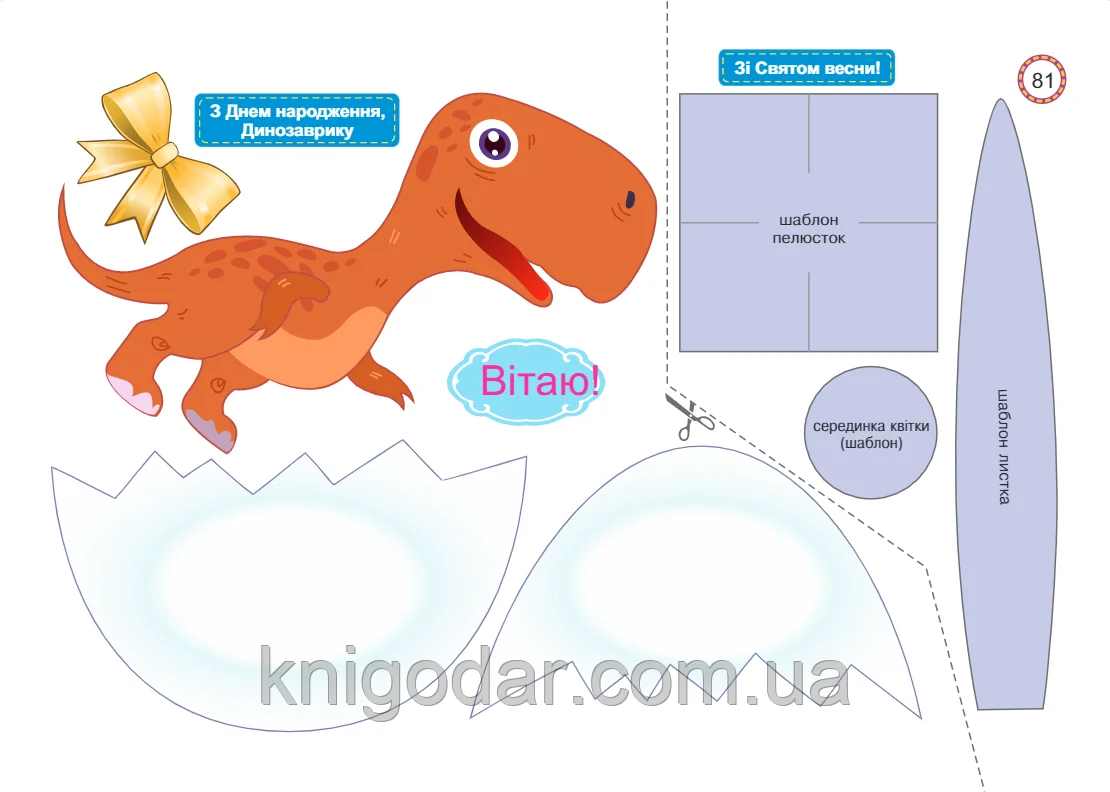 З Днем народження,
Динозаврику
Вітаю!
Зі Святом весни!
81
шаблон
пелюсток
серединка квітки
(шаблон)
шаблон листка
knigodar.com.ua